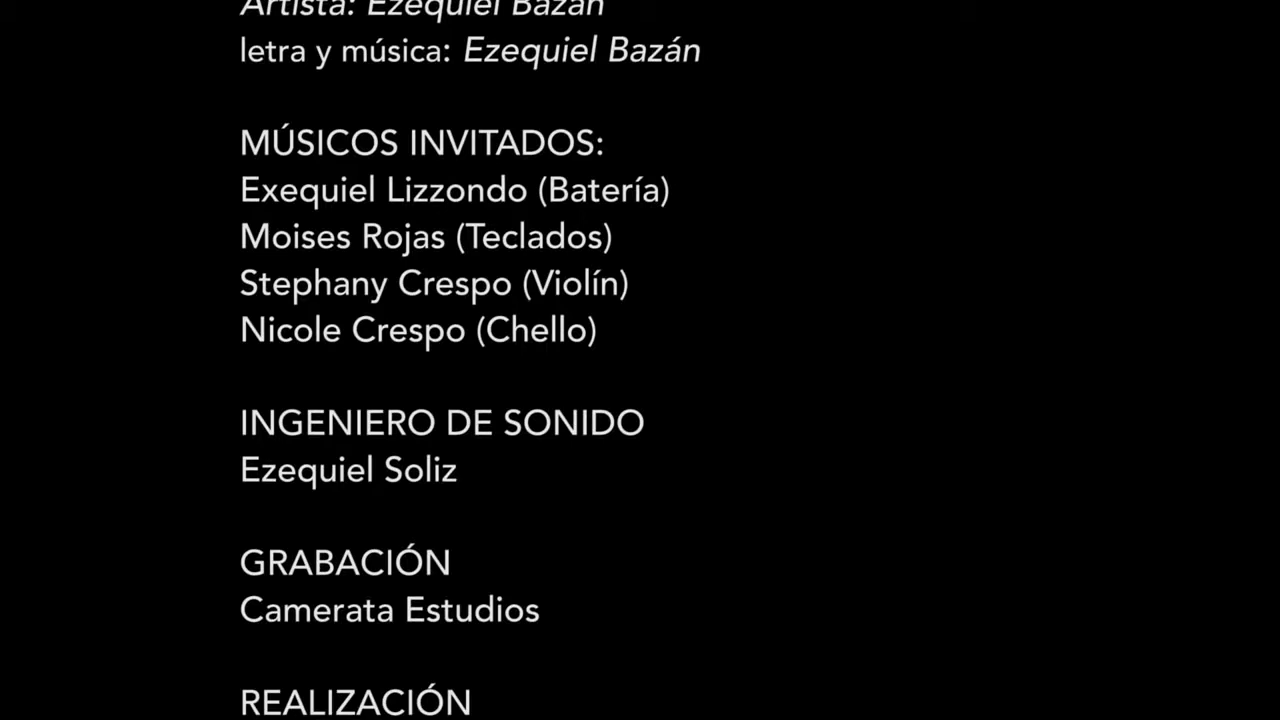 Artista: Ezequiel Bazán
letra y música: Ezequiel Bazán
MÚSICOS INVITADOS:
Exequiel Lizzondo (Batería)
Moises Rojas (Teclados)
Stephany Crespo (Violín)
Nicole Crespo (Chello)
INGENIERO DE SONIDO
Ezequiel Soliz
GRABACIÓN
Camerata Estudios
REALIZACIÓN